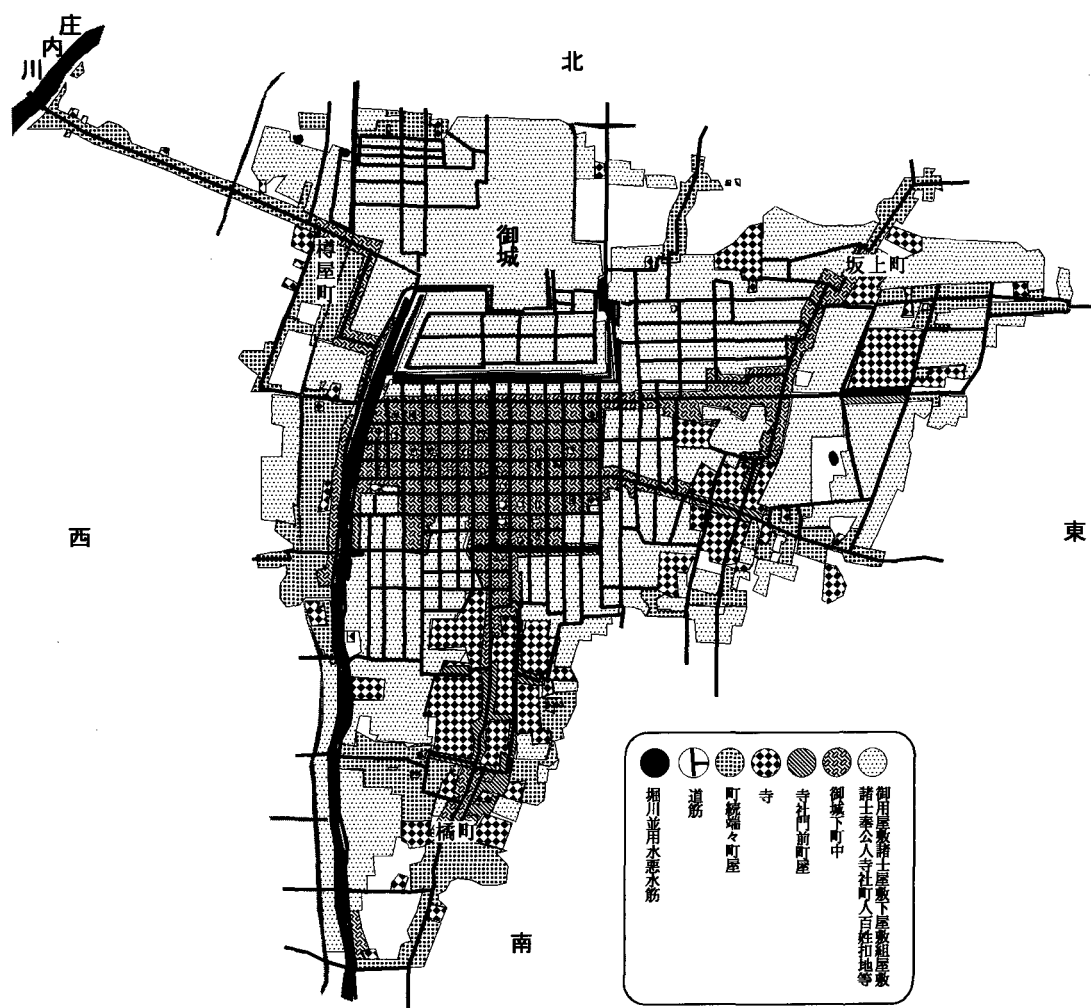 庄内川
北
御城
樽屋町
坂上町
西
東
橘町
南
御用屋敷諸士屋敷下屋敷組屋敷
諸士奉公人寺社町人百姓扣地等
御城下町中
寺社門前町屋
寺
町続端々町屋
道筋
堀川並用水悪水筋